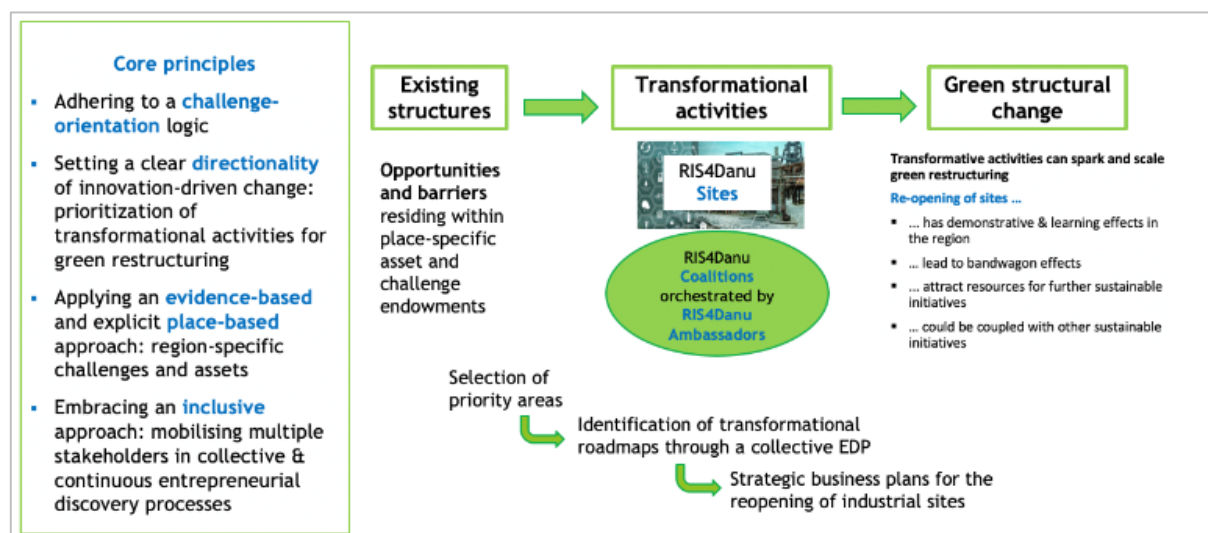 Core principles
▪ Adhering to a challenge-
orientation logic
▪ Setting a clear directionality
of innovation-driven change:
prioritization of
transformational activities for
green restructuring
▪ Applying an evidence-based
and explicit place-based
approach: region-specific
challenges and assets
▪ Embracing an inclusive
approach: mobilising multiple
stakeholders in collective &
continuous entrepreneurial
discovery processes
Existing
structures
Opportunities
and barriers
residing within
place-specific
asset and
challenge
endowments
Transformational
activities
RIS4Danu
Sites
RIS4Danu
Coalitions
orchestrated by
RIS4Danu
Ambassadors
Green structural
change
Transformative activities can spark and scale
green restructuring
Re-opening of sites ...
▪ ... has demonstrative & learning effects in
the region
▪ ... lead to bandwagon effects
▪ ... attract resources for further sustainable
initiatives
▪ ... could be coupled with other sustainable
initiatives
Selection of
priority areas
Identification of transformational
roadmaps through a collective EDP
Strategic business plans for the
reopening of industrial sites